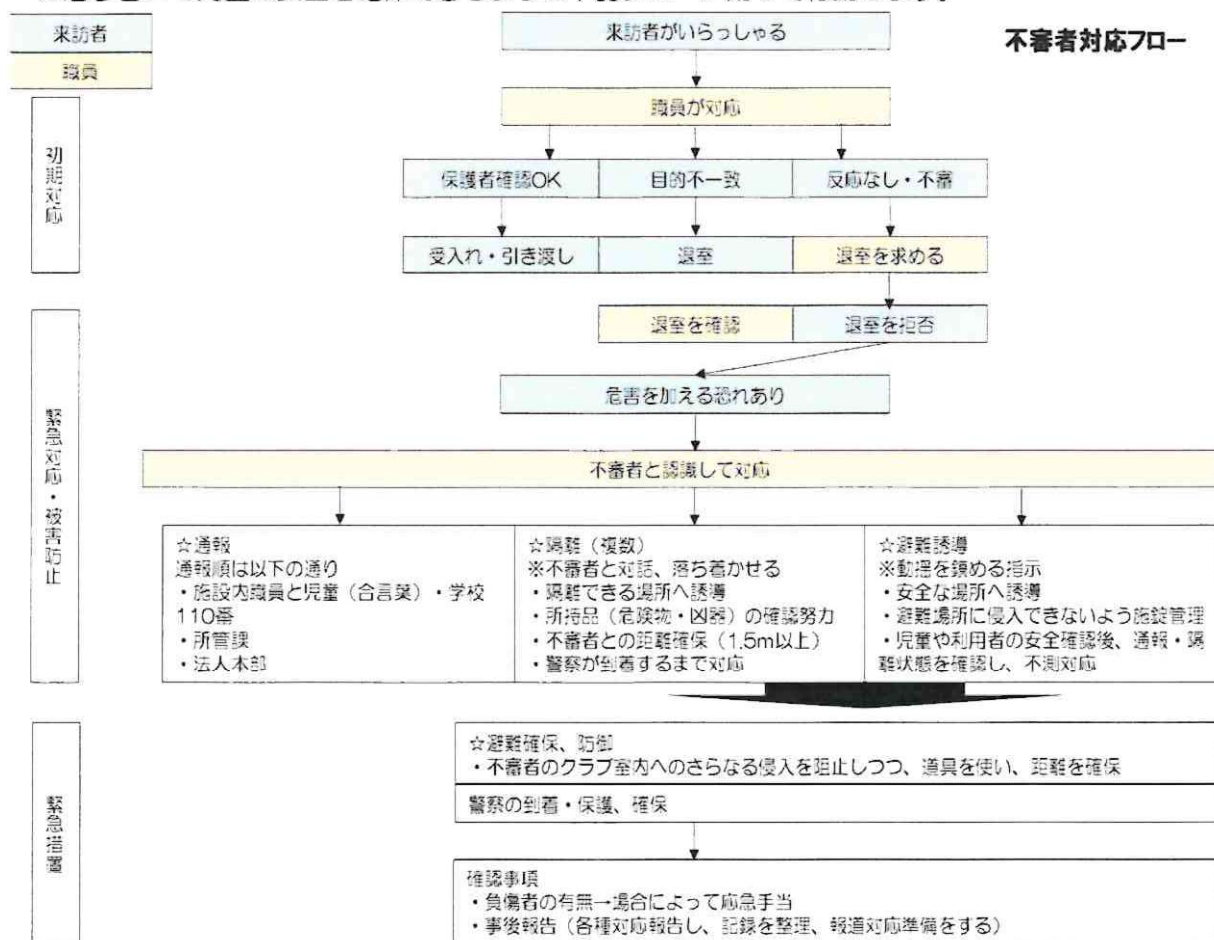 不審者対応フロー
来訪者
職員
来訪者がいらっしゃる
職員が対応
初期対応
保護者確認OK
目的不一致
反応なし・不審
受入れ・引き渡し
退室
退室を求める
退室を確認
退室を拒否
緊急対応・被害防止
危害を加える恐れあり
不審者と認識して対応
☆通報
通報順は以下の通り
・施設内職員と児童(合言葉)・学校
110番
・所管課
・法人本部
☆隔離(複数)
※不審者と対話、落ち着かせる
・隔離できる場所へ誘導
・所持品(危険物・凶器)の確認努力
・不審者との距離確保(1.5m以上)
・警察が到着するまで対応
☆避難誘導
※動揺を鎮める指示
・安全な場所へ誘導
・避難場所に侵入できないよう施錠管理
・児童や利用者の安全確認後、通報・隔
離状態を確認し、不測対応
緊急措置
☆避難確保、防御
・不審者のクラブ室内へのさらなる侵入を阻止しつつ、道具を使い、距離を確保
警察の到着・保護、確保
確認事項
・負傷者の有無→場合によって応急手当
・事後報告(各種対応報告し、記録を整理、報道対応準備をする)